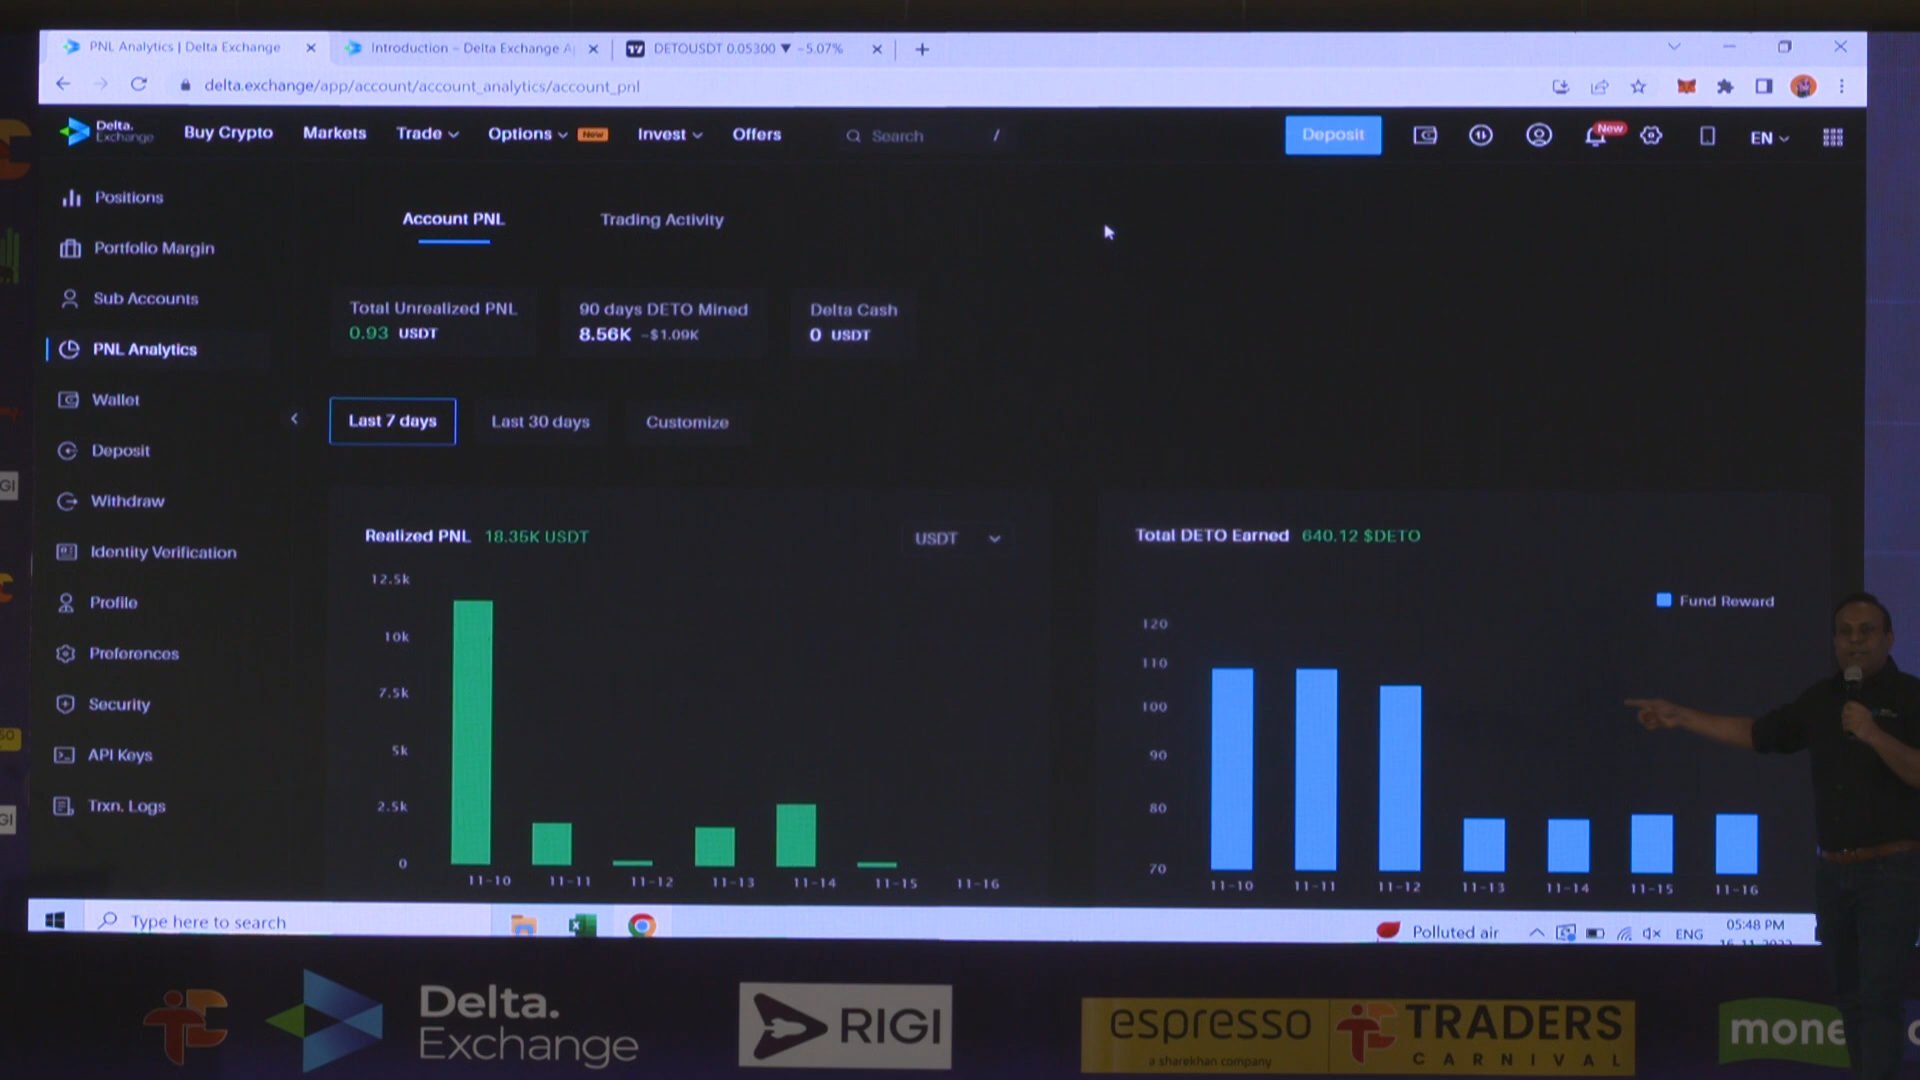 PNL Analytics | Delta Exchange
Introduction – Delta Exchange A
DETOUSDT 0.05300 ▼ −5.07%
delta.exchange/app/account/account_analytics/account_pnl
Delta. Exchange
Buy Crypto
Markets
Trade
Options New
Invest
Offers
Search /
Deposit
New
EN
Positions
Portfolio Margin
Sub Accounts
PNL Analytics
Wallet
Deposit
Withdraw
Identity Verification
Profile
Preferences
Security
API Keys
Trxn. Logs
Account PNL
Trading Activity
Total Unrealized PNL
0.93 USDT
90 days DETO Mined
8.56K ~$1.09K
Delta Cash
0 USDT
Last 7 days
Last 30 days
Customize
Realized PNL 18.35K USDT
USDT
12.5k
10k
7.5k
5k
2.5k
0
11-10 11-11 11-12 11-13 11-14 11-15 11-16
Total DETO Earned 640.12 $DETO
Fund Reward
120
110
100
90
80
70
11-10 11-11 11-12 11-13 11-14 11-15 11-16
Type here to search
Polluted air
ENG
05:48 PM
16-11-2022
Delta.
Exchange
RIGI
espresso
a sharekhan company
TRADERS
CARNIVAL
mone
GI
SO
GI